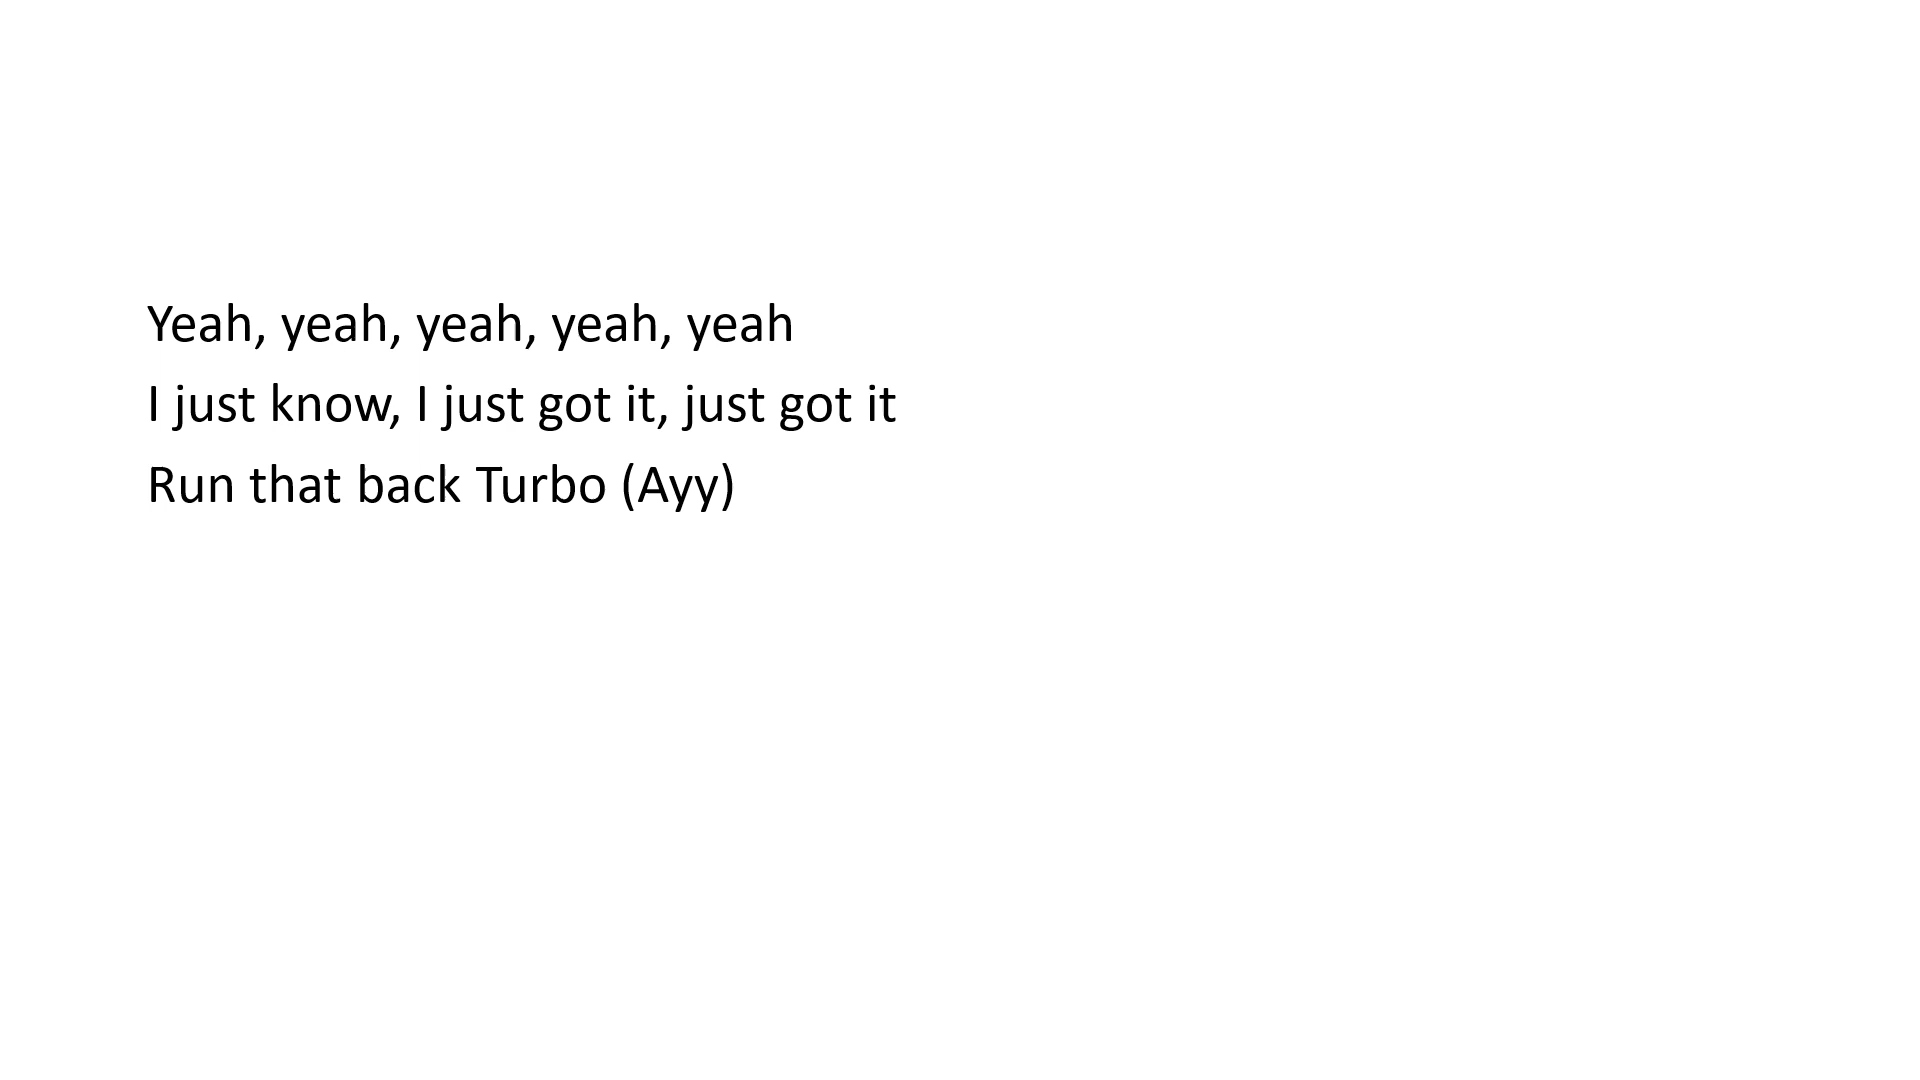 Yeah, yeah, yeah, yeah, yeah
I just know, I just got it, just got it
Run that back Turbo (Ayy)